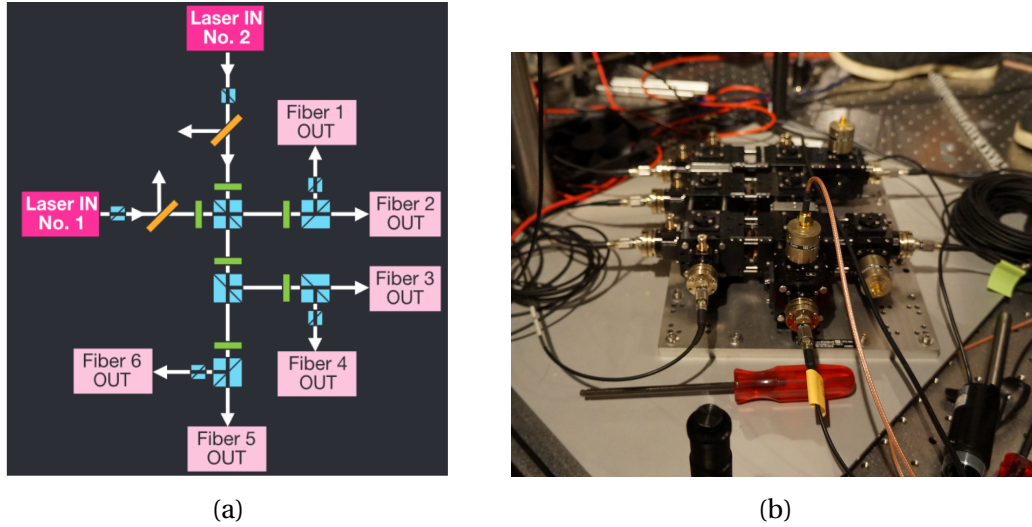 Laser IN
No. 2
Fiber 1
OUT
Laser IN
No. 1
Fiber 2
OUT
Fiber 3
OUT
Fiber 6
OUT
Fiber 4
OUT
Fiber 5
OUT
(a)
(b)